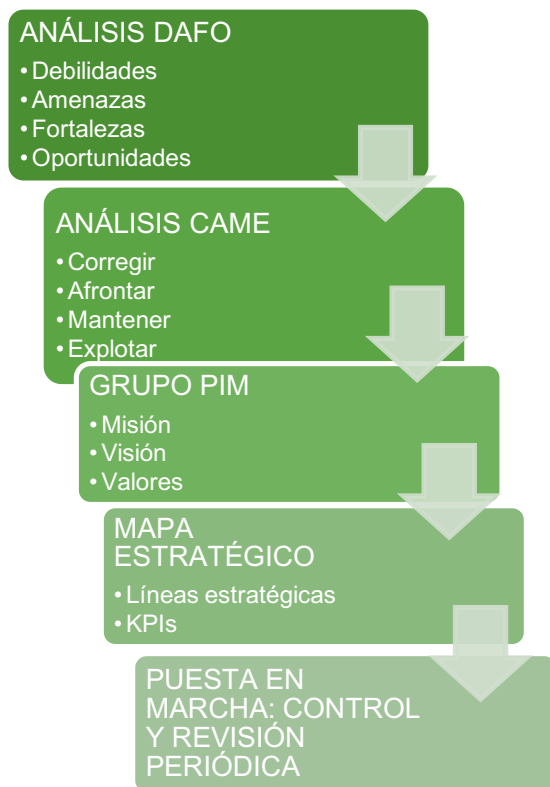 ANÁLISIS DAFO
• Debilidades
• Amenazas
• Fortalezas
• Oportunidades
ANÁLISIS CAME
• Corregir
• Afrontar
• Mantener
• Explotar
GRUPO PIM
• Misión
• Visión
• Valores
MAPA
ESTRATÉGICO
• Líneas estratégicas
• KPIs
PUESTA EN
MARCHA: CONTROL
Y REVISIÓN
PERIÓDICA